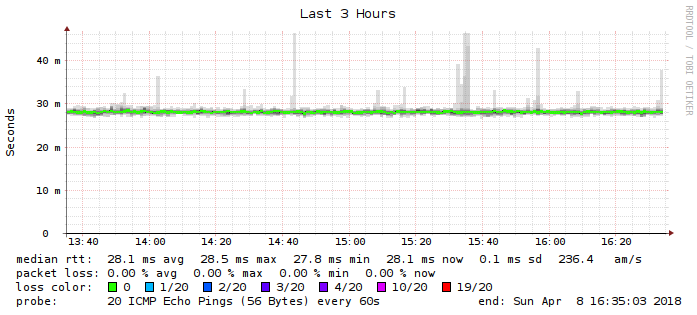 Last 3 Hours
RRDTOOL / TOBI OETIKER
Seconds
40 m
30 m
20 m
10 m
0
13:40 14:00 14:20 14:40 15:00 15:20 15:40 16:00 16:20
median rtt: 28.1 ms avg 28.5 ms max 27.8 ms min 28.1 ms now 0.1 ms sd 236.4 am/s
packet loss: 0.00 % avg 0.00 % max 0.00 % min 0.00 % now
loss color: 0 1/20 2/20 3/20 4/20 10/20 19/20
probe: 20 ICMP Echo Pings (56 Bytes) every 60s end: Sun Apr 8 16:35:03 2018